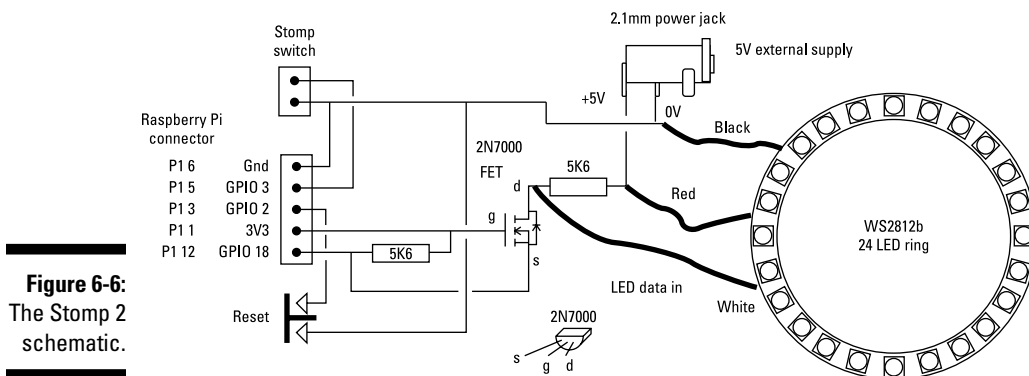 2.1mm power jack
Stomp
switch
5V external supply
+5V
0V
Raspberry Pi
connector
Black
2N7000
FET
P1 6 Gnd
P1 5 GPIO 3
P1 3 GPIO 2
P1 1 3V3
P1 12 GPIO 18
5K6
d
5K6
Red
g
s
WS2812b
24 LED ring
LED data in
White
Reset
2N7000
s
g
d
Figure 6-6:
The Stomp 2
schematic.